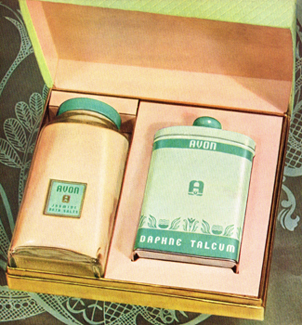 AVON
JASMINE
BATH SALTS
AVON
DAPHNE TALCUM